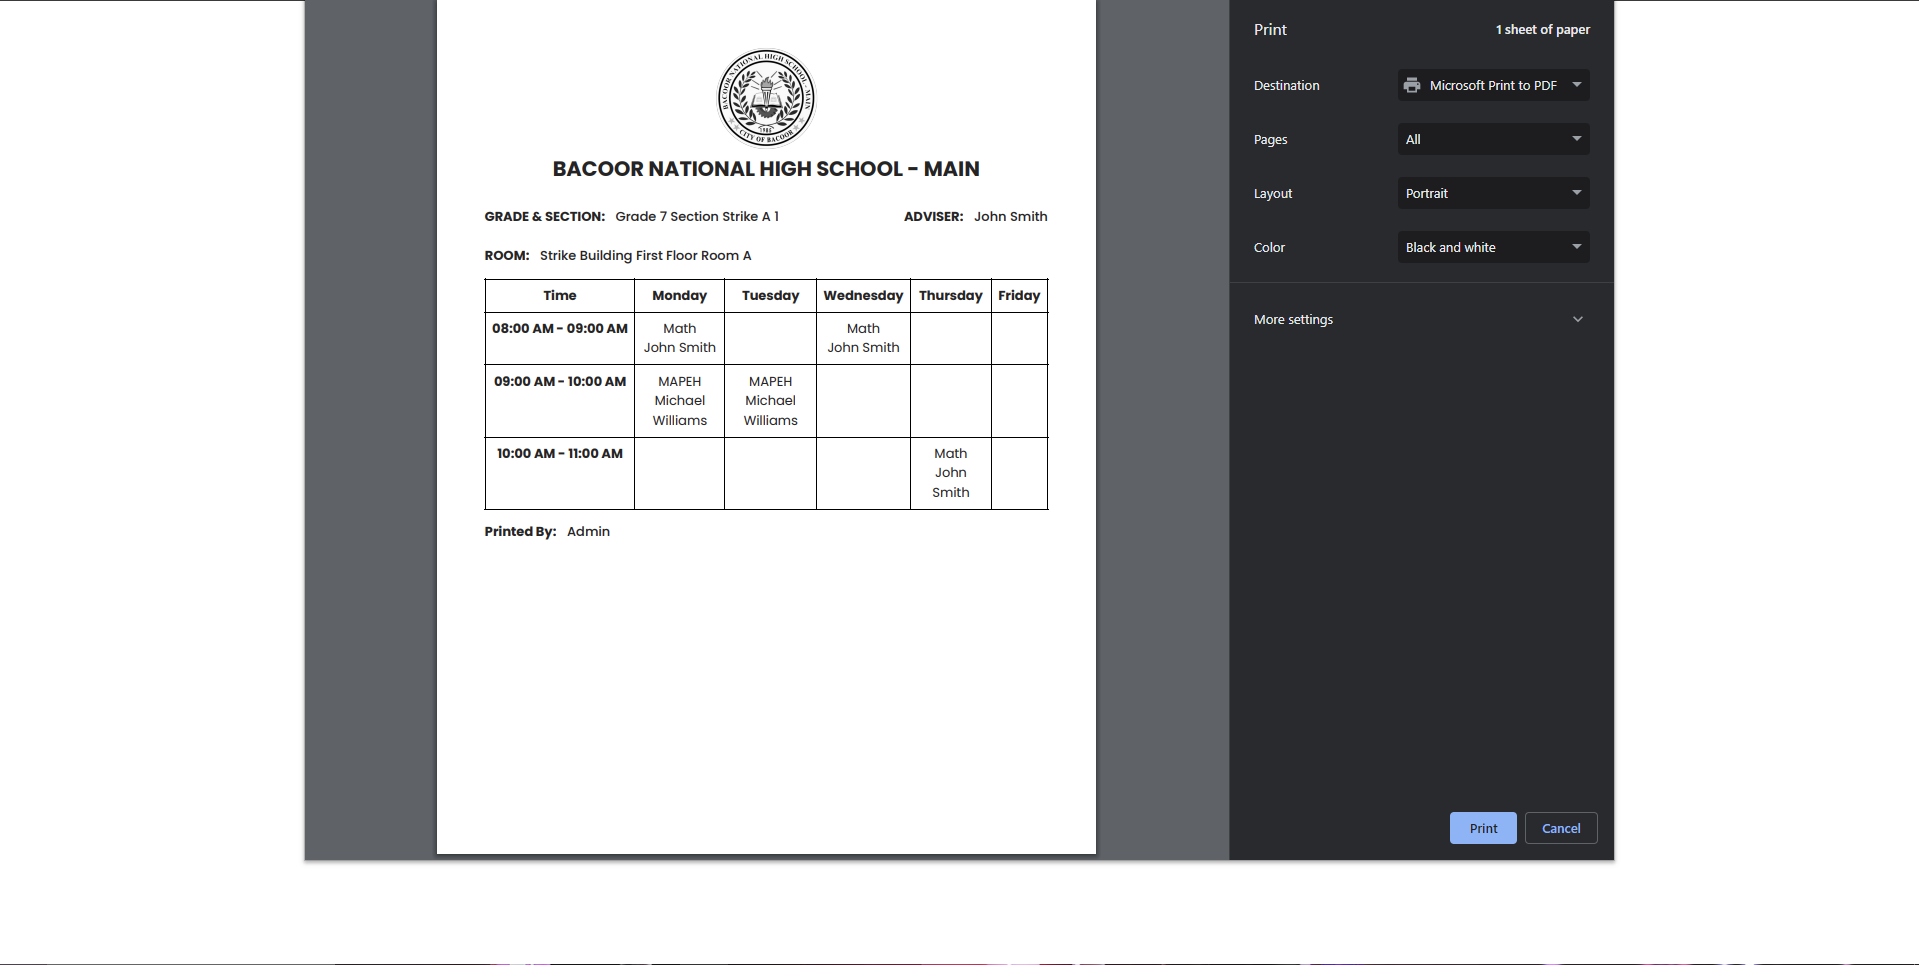 BACOOR NATIONAL HIGH SCHOOL - MAIN
1986
CITY OF BACOOR
BACOOR NATIONAL HIGH SCHOOL - MAIN
GRADE & SECTION: Grade 7 Section Strike A 1 ADVISER: John Smith
ROOM: Strike Building First Floor Room A
Time Monday Tuesday Wednesday Thursday Friday
08:00 AM - 09:00 AM Math Math
John Smith John Smith
09:00 AM - 10:00 AM MAPEH MAPEH
Michael Michael
Williams Williams
10:00 AM - 11:00 AM Math
John
Smith
Printed By: Admin
Print 1 sheet of paper
Destination Microsoft Print to PDF
Pages All
Layout Portrait
Color Black and white
More settings
Print Cancel